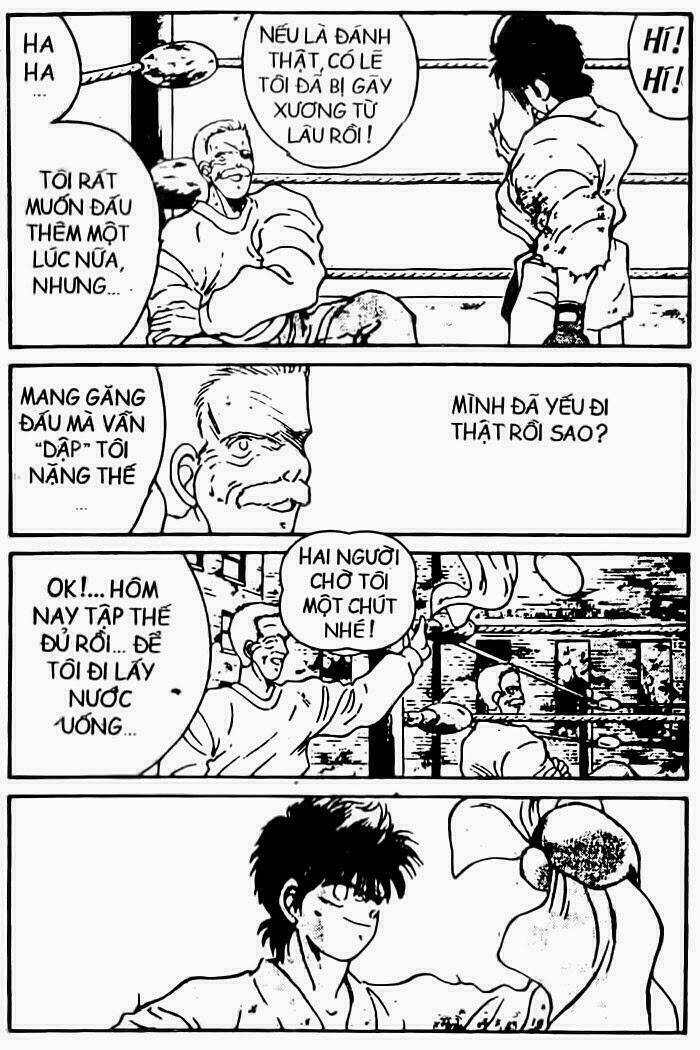 HA
HA
...
NẾU LÀ ĐÁNH
THẬT, CÓ LẼ
TÔI ĐÃ BỊ GÃY
XƯƠNG TỪ
LÂU RỒI!
HÍ!
HÍ!
TÔI RẤT
MUỐN ĐẤU
THÊM MỘT
LÚC NỮA,
NHƯNG...
MANG GĂNG
ĐẤU MÀ VẪN
“DẬP” TÔI
NẶNG THẾ
...
MÌNH ĐÃ YẾU ĐI
THẬT RỒI SAO?
OK!... HÔM
NAY TẬP THẾ
ĐỦ RỒI... ĐỂ
TÔI ĐI LẤY
NƯỚC
UỐNG...
HAI NGƯỜI
CHỜ TÔI
MỘT CHÚT
NHÉ!